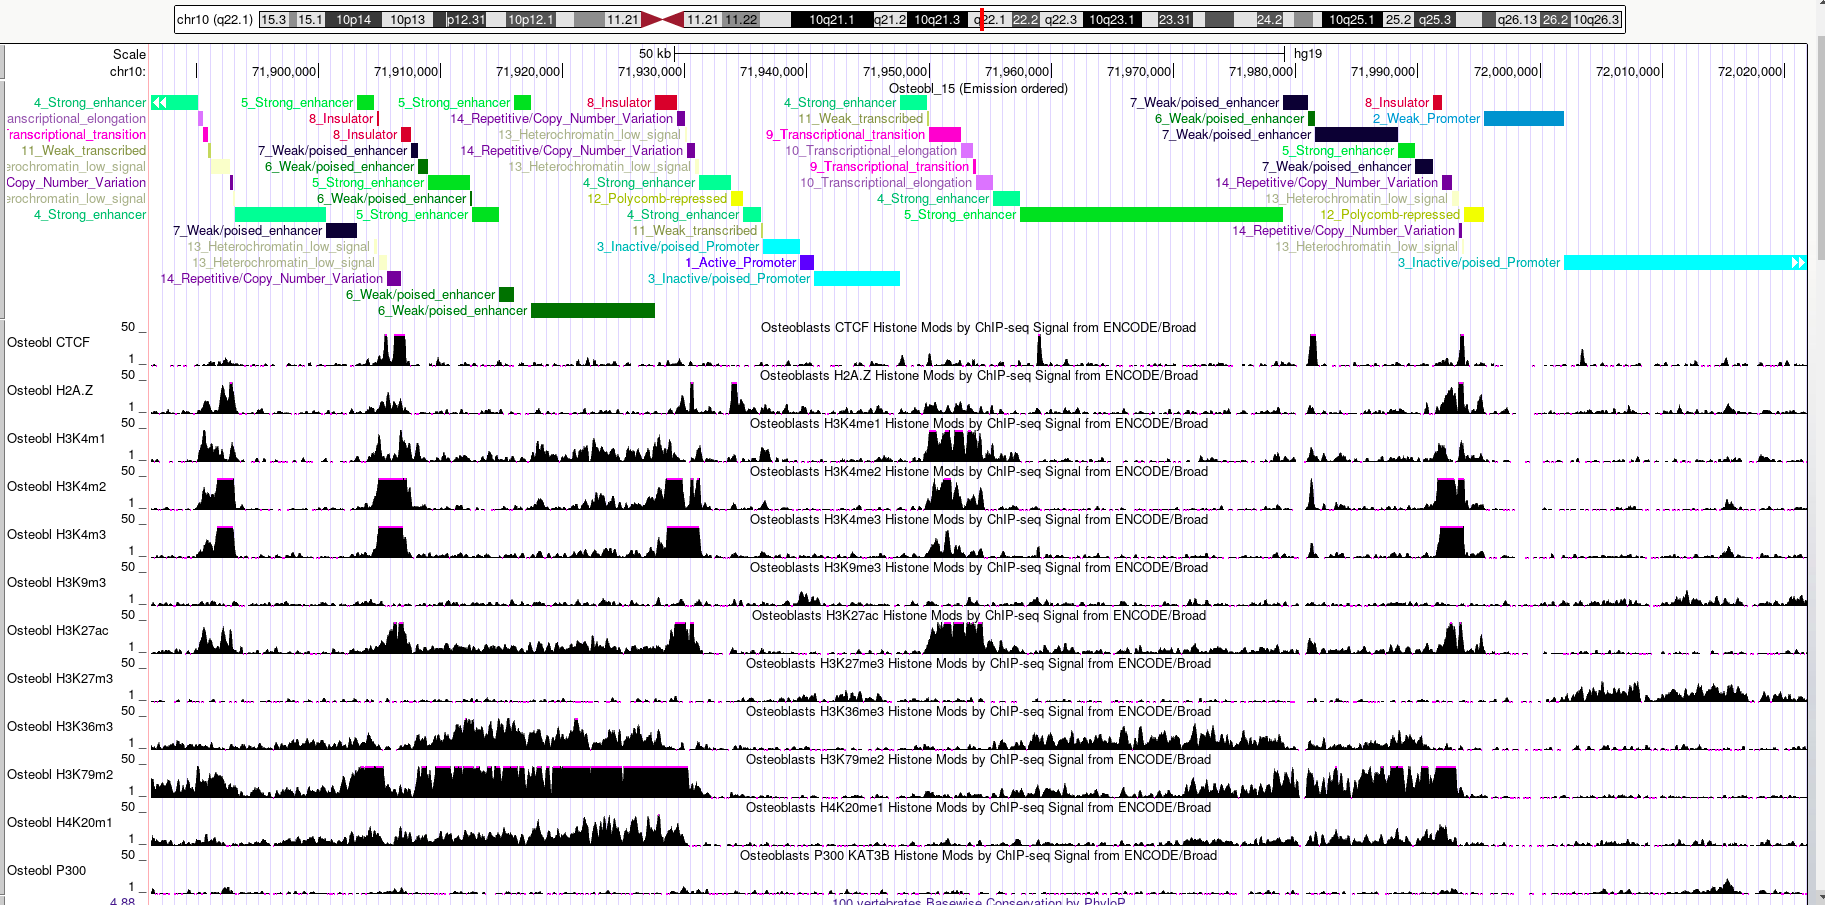 chr10 (q22.1) 15.3 15.1 10p14 10p13 p12.31 10p12.1 11.21 11.21 11.22 10q21.1 q21.2 10q21.3 q22.1 22.2 q22.3 10q23.1 23.31 24.2 10q25.1 25.2 q25.3 q26.13 26.2 10q26.3
Scale 50 kb hg19
chr10: 71,900,000 71,910,000 71,920,000 71,930,000 71,940,000 71,950,000 71,960,000 71,970,000 71,980,000 71,990,000 72,000,000 72,010,000 72,020,000
Osteobl_15 (Emission ordered)
4_Strong_enhancer 5_Strong_enhancer 5_Strong_enhancer 8_Insulator 4_Strong_enhancer 7_Weak/poised_enhancer 8_Insulator
anscriptional_elongation 8_Insulator 14_Repetitive/Copy_Number_Variation 11_Weak_transcribed 6_Weak/poised_enhancer 2_Weak_Promoter
ranscriptional_transition 8_Insulator 13_Heterochromatin_low_signal 9_Transcriptional_transition 7_Weak/poised_enhancer
11_Weak_transcribed 7_Weak/poised_enhancer 14_Repetitive/Copy_Number_Variation 10_Transcriptional_elongation 5_Strong_enhancer
erochromatin_low_signal 6_Weak/poised_enhancer 13_Heterochromatin_low_signal 9_Transcriptional_transition 7_Weak/poised_enhancer
Copy_Number_Variation 5_Strong_enhancer 4_Strong_enhancer 10_Transcriptional_elongation 14_Repetitive/Copy_Number_Variation
erochromatin_low_signal 6_Weak/poised_enhancer 12_Polycomb-repressed 4_Strong_enhancer 13_Heterochromatin_low_signal
4_Strong_enhancer 5_Strong_enhancer 4_Strong_enhancer 5_Strong_enhancer 12_Polycomb-repressed
7_Weak/poised_enhancer 11_Weak_transcribed 14_Repetitive/Copy_Number_Variation
13_Heterochromatin_low_signal 3_Inactive/poised_Promoter 13_Heterochromatin_low_signal
13_Heterochromatin_low_signal 1_Active_Promoter 3_Inactive/poised_Promoter
14_Repetitive/Copy_Number_Variation 3_Inactive/poised_Promoter
6_Weak/poised_enhancer
6_Weak/poised_enhancer
50 _ Osteoblasts CTCF Histone Mods by ChIP-seq Signal from ENCODE/Broad
Osteobl CTCF
1 _
50 _ Osteoblasts H2A.Z Histone Mods by ChIP-seq Signal from ENCODE/Broad
Osteobl H2A.Z
1 _
50 _ Osteoblasts H3K4me1 Histone Mods by ChIP-seq Signal from ENCODE/Broad
Osteobl H3K4m1
1 _
50 _ Osteoblasts H3K4me2 Histone Mods by ChIP-seq Signal from ENCODE/Broad
Osteobl H3K4m2
1 _
50 _ Osteoblasts H3K4me3 Histone Mods by ChIP-seq Signal from ENCODE/Broad
Osteobl H3K4m3
1 _
50 _ Osteoblasts H3K9me3 Histone Mods by ChIP-seq Signal from ENCODE/Broad
Osteobl H3K9m3
1 _
50 _ Osteoblasts H3K27ac Histone Mods by ChIP-seq Signal from ENCODE/Broad
Osteobl H3K27ac
1 _
50 _ Osteoblasts H3K27me3 Histone Mods by ChIP-seq Signal from ENCODE/Broad
Osteobl H3K27m3
1 _
50 _ Osteoblasts H3K36me3 Histone Mods by ChIP-seq Signal from ENCODE/Broad
Osteobl H3K36m3
1 _
50 _ Osteoblasts H3K79me2 Histone Mods by ChIP-seq Signal from ENCODE/Broad
Osteobl H3K79m2
1 _
50 _ Osteoblasts H4K20me1 Histone Mods by ChIP-seq Signal from ENCODE/Broad
Osteobl H4K20m1
1 _
50 _ Osteoblasts P300 KAT3B Histone Mods by ChIP-seq Signal from ENCODE/Broad
Osteobl P300
1 _
4.88 _ 100 vertebrates Basewise Conservation by PhyloP